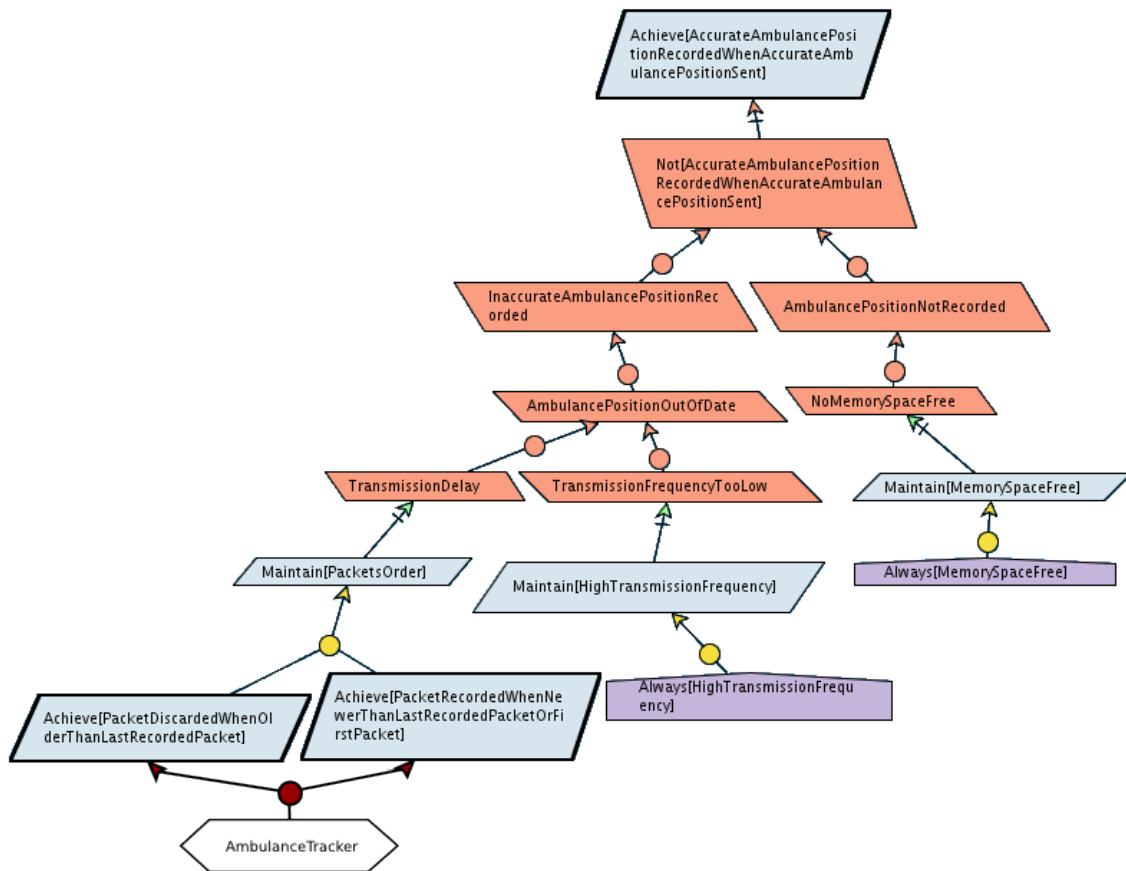 Achieve[AccurateAmbulancePosi
tionRecordedWhenAccurateAmb
ulancePositionSent]
Not[AccurateAmbulancePosition
RecordedWhenAccurateAmbulan
cePositionSent]
InaccurateAmbulancePositionRec
orded
AmbulancePositionNotRecorded
AmbulancePositionOutOfDate
NoMemorySpaceFree
TransmissionDelay
TransmissionFrequencyTooLow
Maintain[MemorySpaceFree]
Maintain[PacketsOrder]
Maintain[HighTransmissionFrequency]
Always[MemorySpaceFree]
Achieve[PacketDiscardedWhenOl
derThanLastRecordedPacket]
Achieve[PacketRecordedWhenNe
werThanLastRecordedPacketOrFi
rstPacket]
Always[HighTransmissionFrequ
ency]
AmbulanceTracker